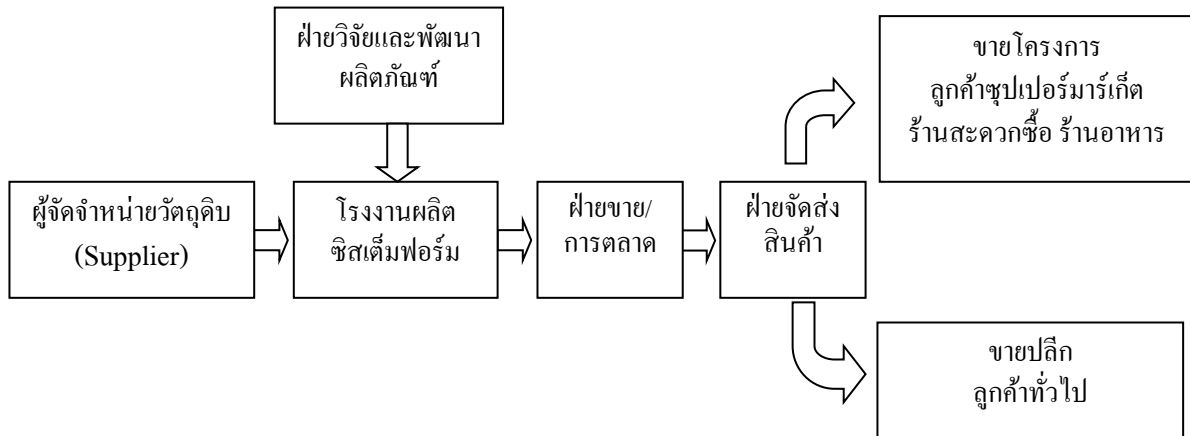 ฝ่ายวิจัยและพัฒนา
ผลิตภัณฑ์
ขายโครงการ
ลูกค้าซุปเปอร์มาร์เก็ต
ร้านสะดวกซื้อ ร้านอาหาร
ผู้จัดจำหน่ายวัตถุดิบ
(Supplier)
โรงงานผลิต
ซิสเต็มฟอร์ม
ฝ่ายขาย/
การตลาด
ฝ่ายจัดส่ง
สินค้า
ขายปลีก
ลูกค้าทั่วไป